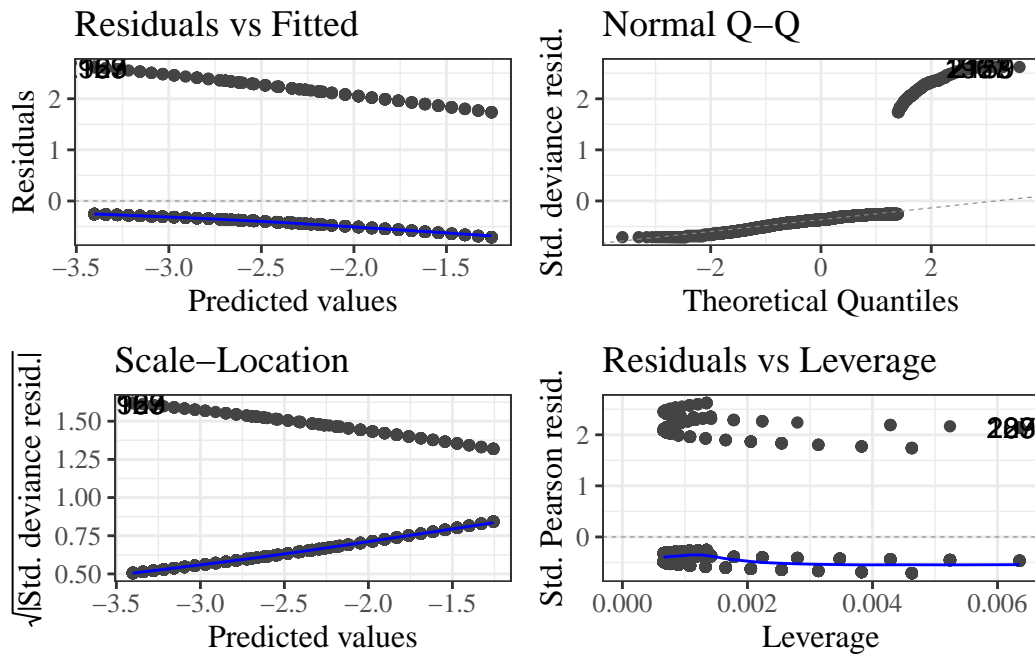 Residuals vs Fitted
Residuals
2
1
0
−3.5 −3.0 −2.5 −2.0 −1.5
Predicted values
Normal Q−Q
Std. deviance resid.
2
1
0
−2 0 2
Theoretical Quantiles
Scale−Location
√|Std. deviance resid.|
1.50
1.25
1.00
0.75
0.50
−3.5 −3.0 −2.5 −2.0 −1.5
Predicted values
Residuals vs Leverage
Std. Pearson resid.
2
1
0
0.000 0.002 0.004 0.006
Leverage